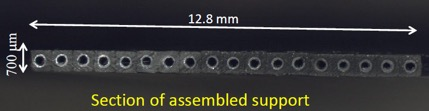 12.8 mm
700 µm
Section of assembled support